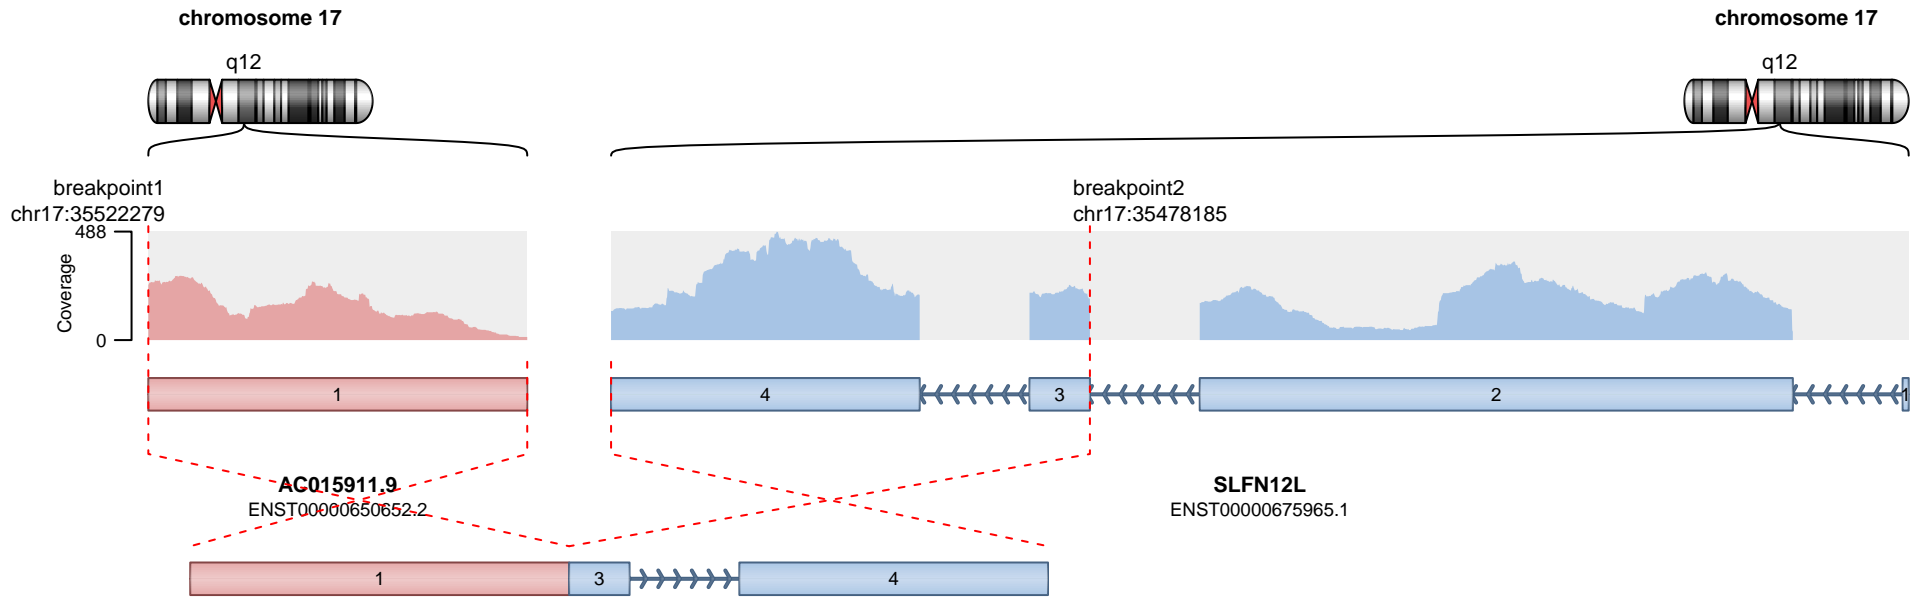 chromosome 17
chromosome 17
q12
q12
breakpoint1
chr17:35522279
breakpoint2
chr17:35478185
488
Coverage
0
1
4
3
2
1
AC015911.9
ENST00000650652.2
SLFN12L
ENST00000675965.1
1
3
4